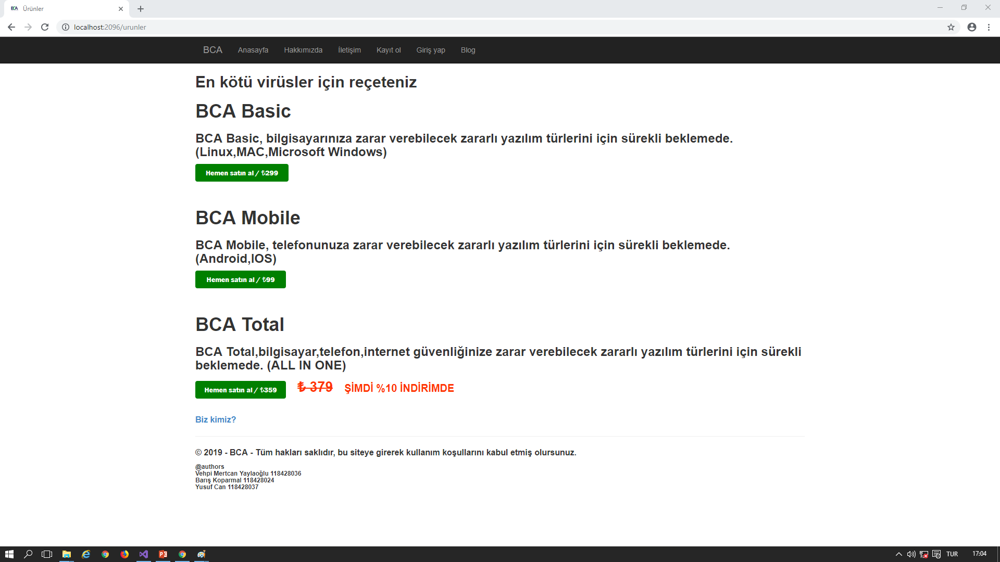 Ürünler
localhost:2096/urunler
BCA Anasayfa Hakkımızda İletişim Kayıt ol Giriş yap Blog
En kötü virüsler için reçeteniz
BCA Basic
BCA Basic, bilgisayarınıza zarar verebilecek zararlı yazılım türlerini için sürekli beklemede.
(Linux,MAC,Microsoft Windows)
Hemen satın al / ₺299
BCA Mobile
BCA Mobile, telefonunuza zarar verebilecek zararlı yazılım türlerini için sürekli beklemede.
(Android,IOS)
Hemen satın al / ₺99
BCA Total
BCA Total,bilgisayar,telefon,internet güvenliğinize zarar verebilecek zararlı yazılım türlerini için sürekli
beklemede. (ALL IN ONE)
Hemen satın al / ₺359 ₺ 379 ŞİMDİ %10 İNDİRİMDE
Biz kimiz?
© 2019 - BCA - Tüm hakları saklıdır, bu siteye girerek kullanım koşullarını kabul etmiş olursunuz.
@authors
Vehpi Mertcan Yaylaoğlu 118428036
Barış Koparmal 118428024
Yusuf Can 118428037
TUR 17:04